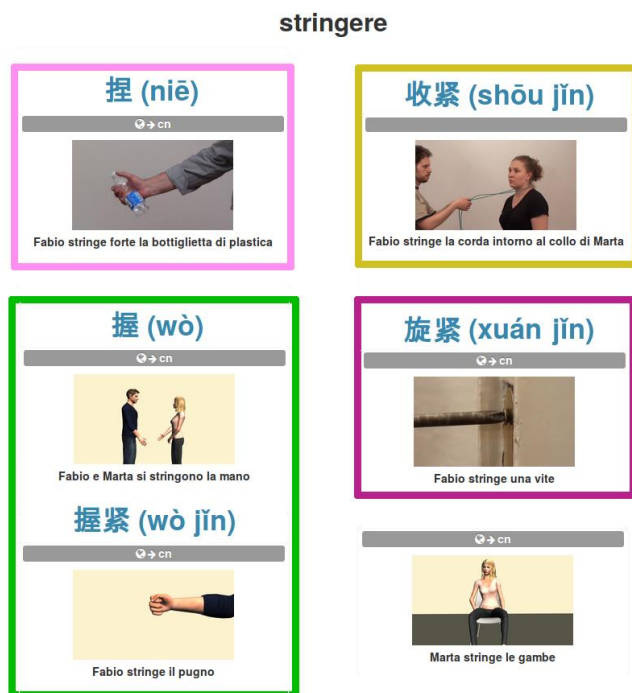 stringere
捏 (niē)
→ cn
Fabio stringe forte la bottiglietta di plastica
收紧 (shōu jǐn)
Fabio stringe la corda intorno al collo di Marta
握 (wò)
→ cn
Fabio e Marta si stringono la mano
握紧 (wò jǐn)
→ cn
Fabio stringe il pugno
旋紧 (xuán jǐn)
→ cn
Fabio stringe una vite
→ cn
Marta stringe le gambe